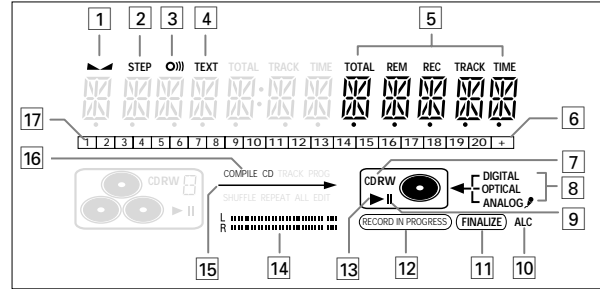 1 2 3 4 5
STEP TEXT TOTAL TRACK TIME TOTAL REM REC TRACK TIME
17 6
1 2 3 4 5 6 7 8 9 10 11 12 13 14 15 16 17 18 19 20 +
16 7
COMPILE CD TRACK PROG
CDRW CDRW DIGITAL
OPTICAL 8
ANALOG
SHUFFLE REPEAT ALL EDIT 9
L
R
RECORD IN PROGRESS FINALIZE ALC
15 14 13 12 11 10